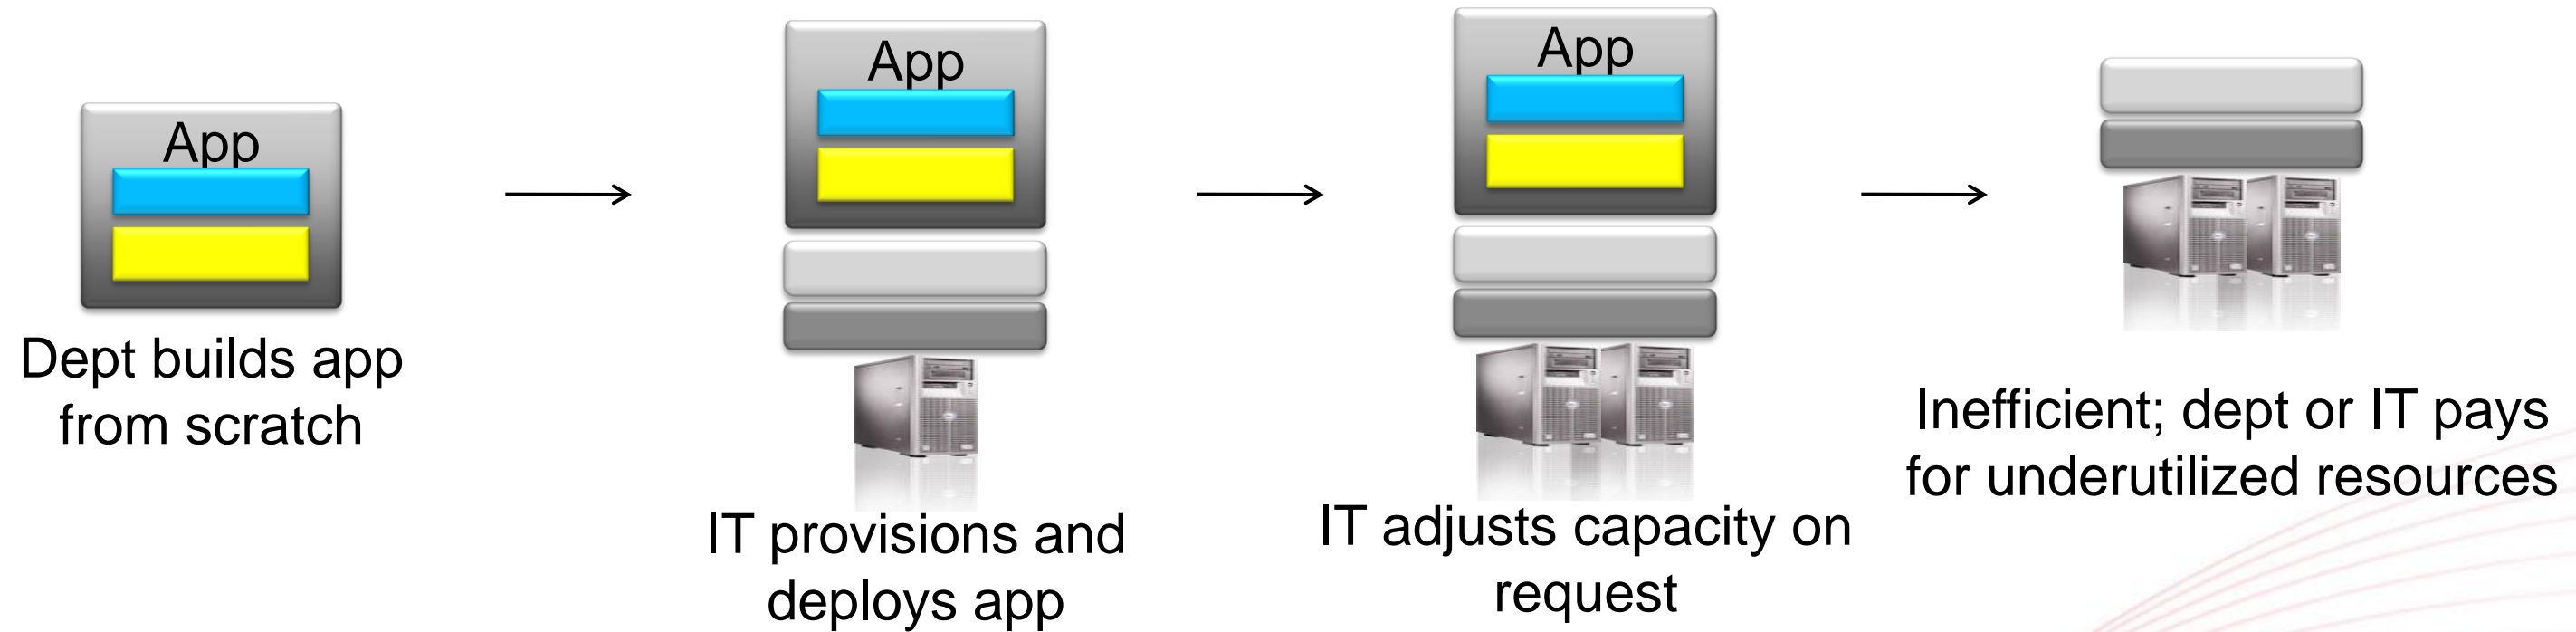 App
Dept builds app
from scratch
App
IT provisions and
deploys app
App
IT adjusts capacity on
request
Inefficient; dept or IT pays
for underutilized resources